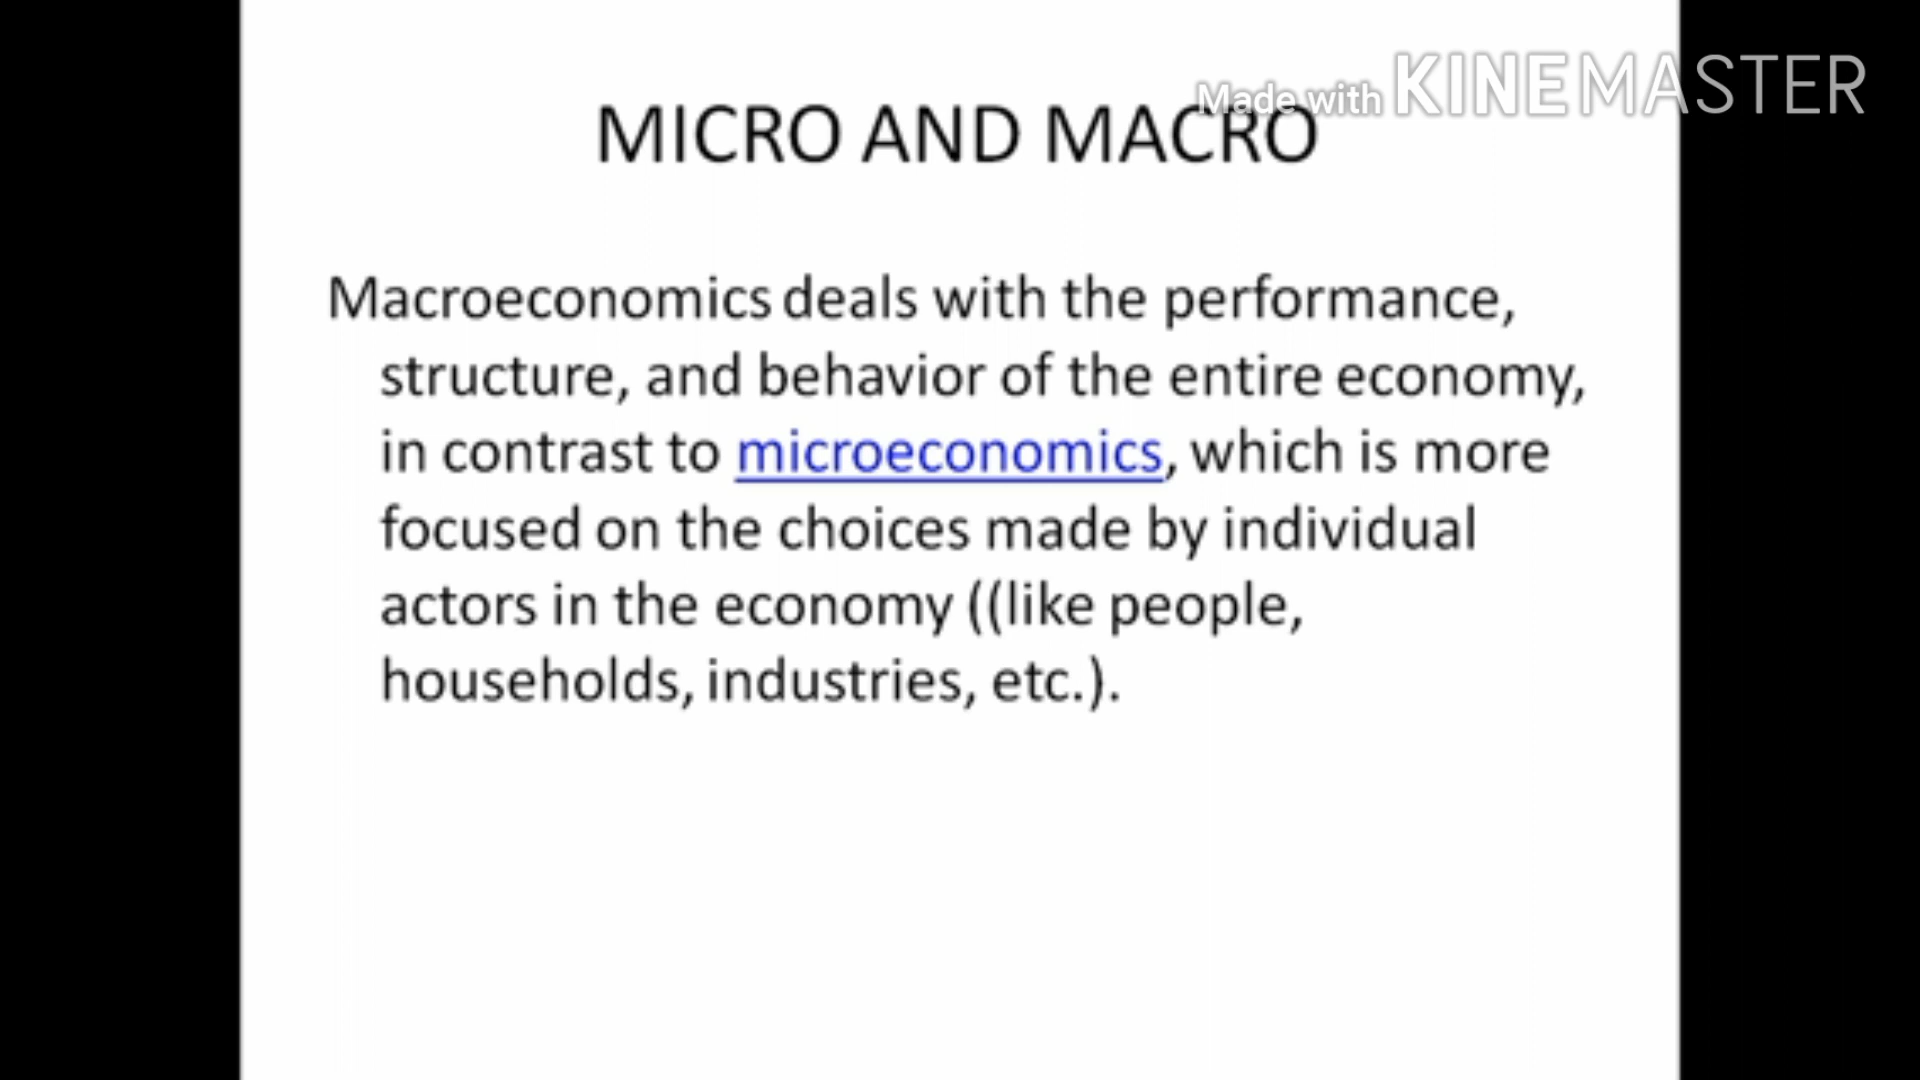 Made with KINEMASTER
MICRO AND MACRO
Macroeconomics deals with the performance,
structure, and behavior of the entire economy,
in contrast to microeconomics, which is more
focused on the choices made by individual
actors in the economy ((like people,
households, industries, etc.).